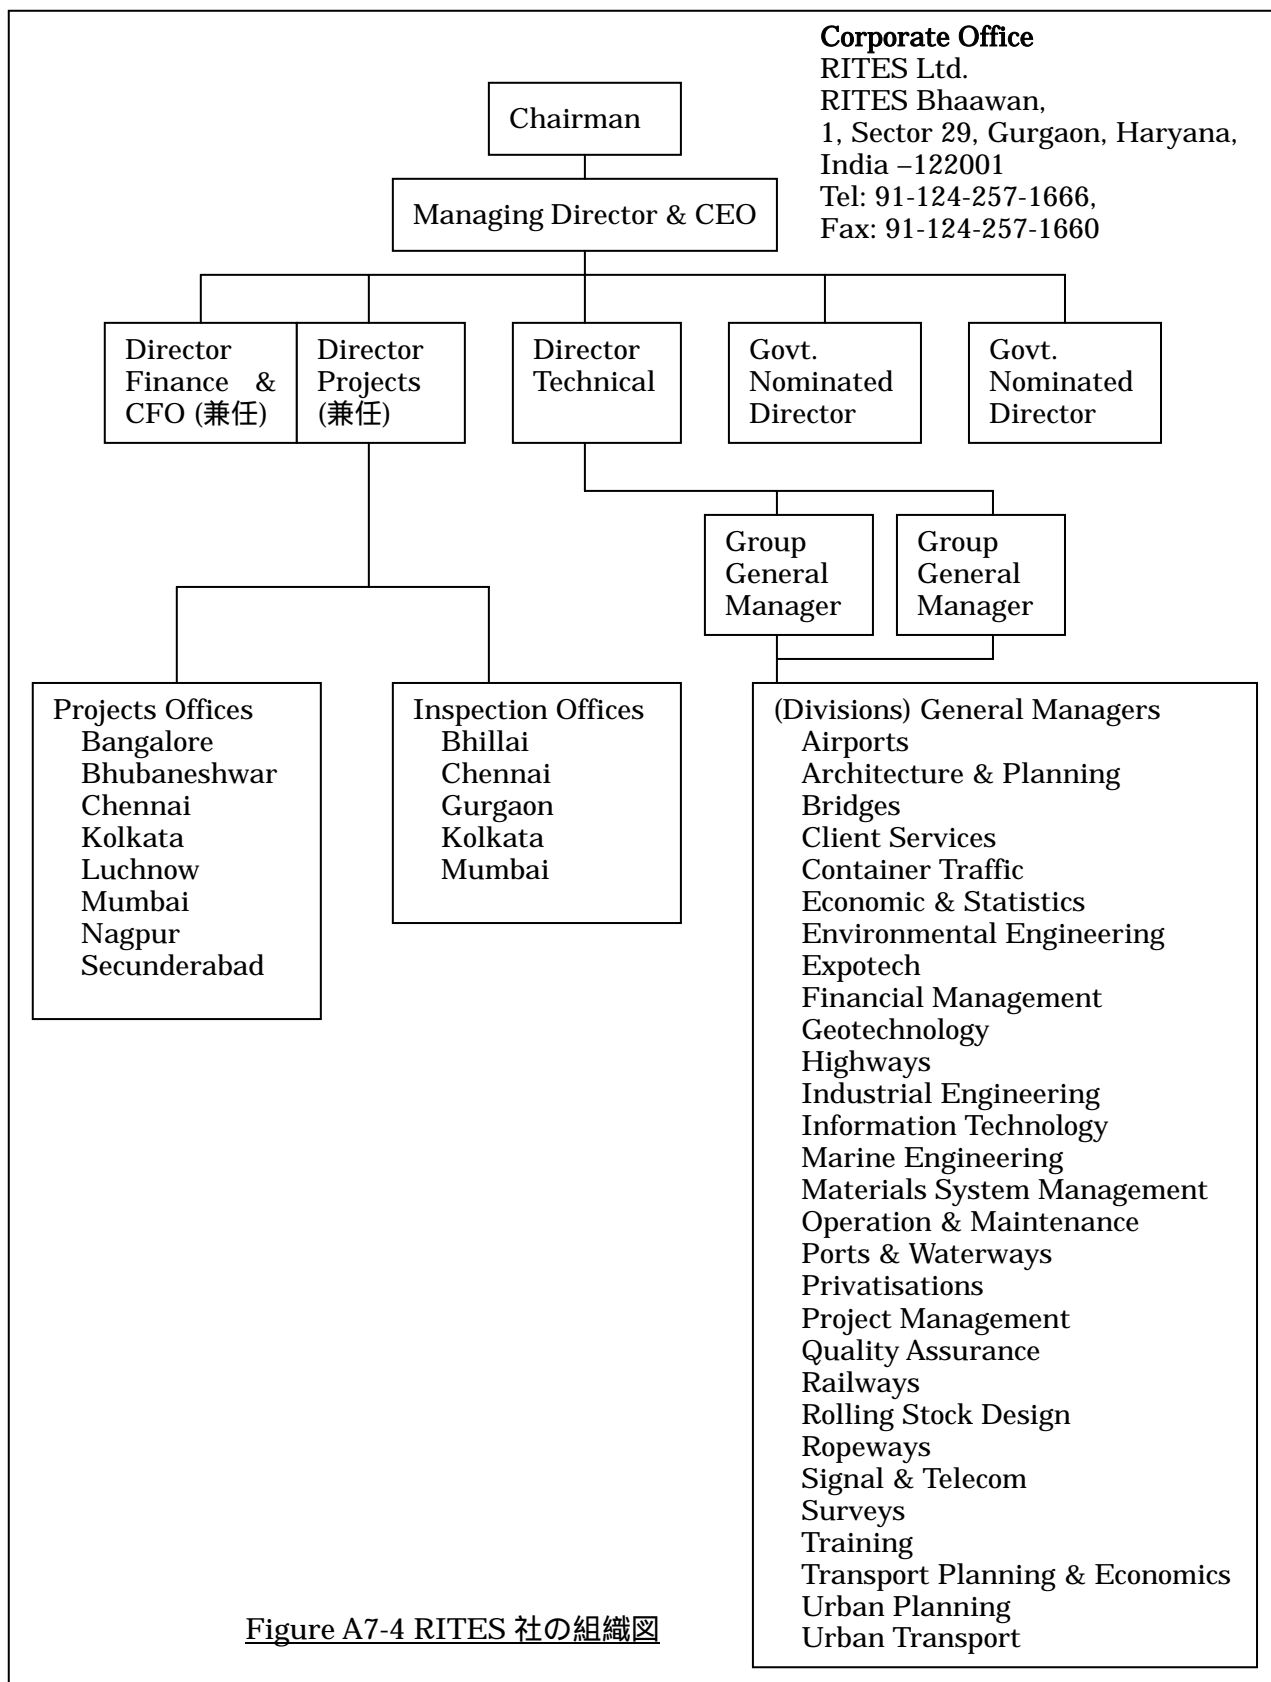 Corporate Office
RITES Ltd.
RITES Bhaawan,
1, Sector 29, Gurgaon, Haryana,
India –122001
Tel: 91-124-257-1666,
Fax: 91-124-257-1660
Chairman
Managing Director & CEO
Director
Finance &
CFO (兼任)
Director
Projects
(兼任)
Director
Technical
Govt.
Nominated
Director
Govt.
Nominated
Director
Group
General
Manager
Group
General
Manager
Projects Offices
Bangalore
Bhubaneshwar
Chennai
Kolkata
Luchnow
Mumbai
Nagpur
Secunderabad
Inspection Offices
Bhillai
Chennai
Gurgaon
Kolkata
Mumbai
(Divisions) General Managers
Airports
Architecture & Planning
Bridges
Client Services
Container Traffic
Economic & Statistics
Environmental Engineering
Expotech
Financial Management
Geotechnology
Highways
Industrial Engineering
Information Technology
Marine Engineering
Materials System Management
Operation & Maintenance
Ports & Waterways
Privatisations
Project Management
Quality Assurance
Railways
Rolling Stock Design
Ropeways
Signal & Telecom
Surveys
Training
Transport Planning & Economics
Urban Planning
Urban Transport
Figure A7-4 RITES 社の組織図